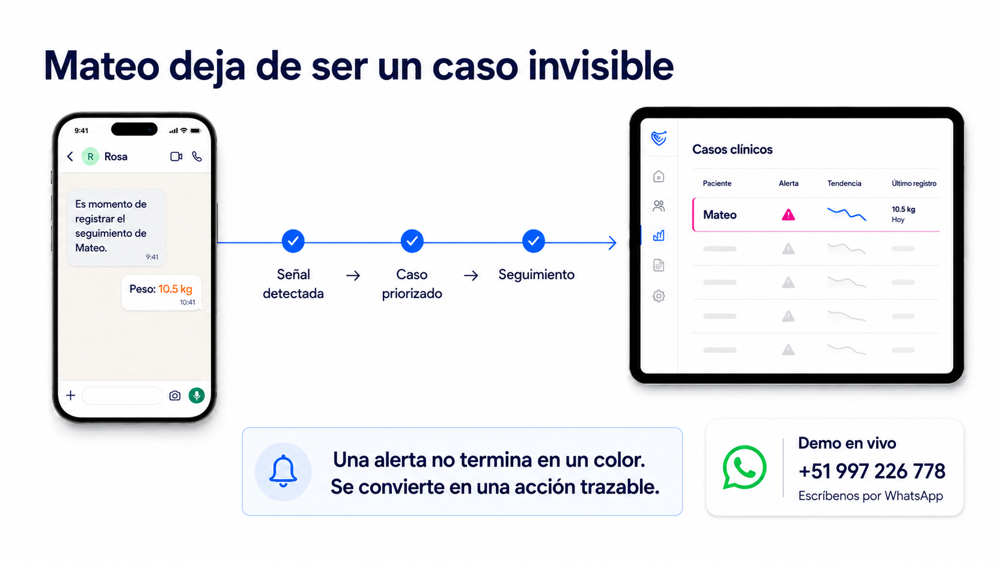 Mateo deja de ser un caso invisible
9:41
R
Rosa
Es momento de
registrar el
seguimiento de
Mateo.
9:41
Peso: 10.5 kg
10:41
Señal
detectada
→
Caso
priorizado
→
Seguimiento
Casos clínicos
Paciente Alerta Tendencia Último registro
Mateo
10.5 kg
Hoy
Una alerta no termina en un color.
Se convierte en una acción trazable.
Demo en vivo
+51 997 226 778
Escríbenos por WhatsApp